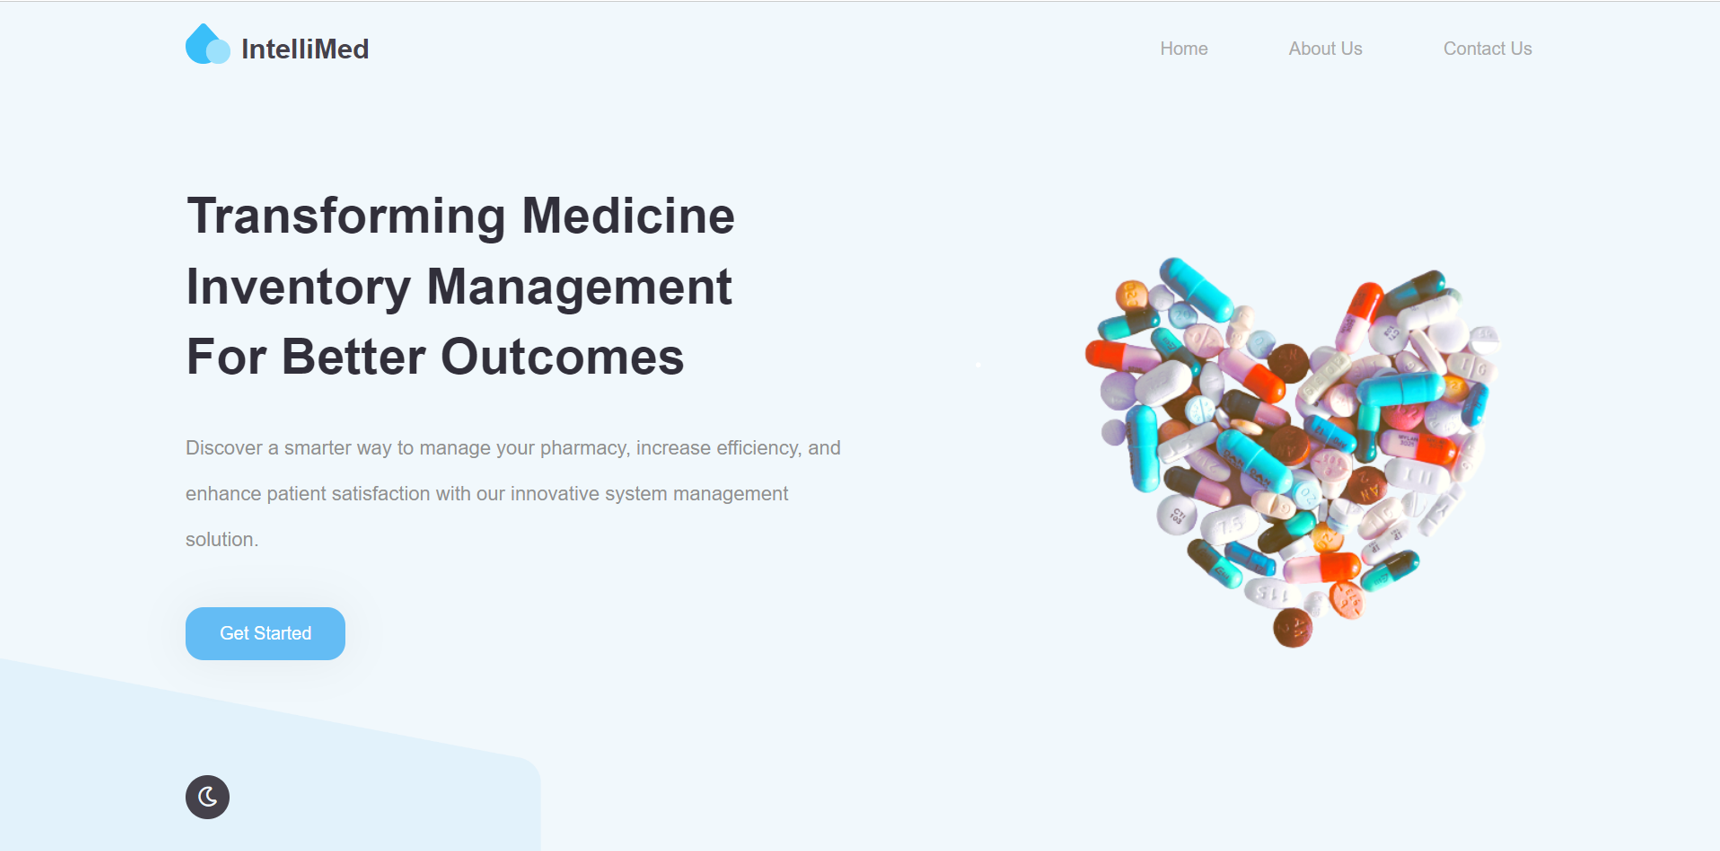 IntelliMed
Home
About Us
Contact Us
Transforming Medicine
Inventory Management
For Better Outcomes
Discover a smarter way to manage your pharmacy, increase efficiency, and
enhance patient satisfaction with our innovative system management
solution.
Get Started